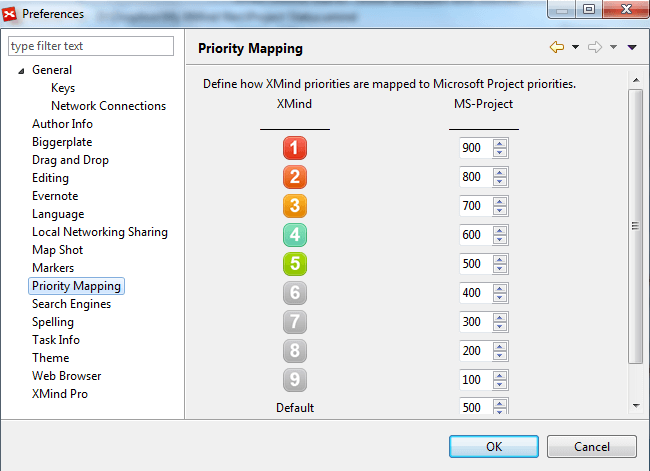 Preferences
type filter text
General
Keys
Network Connections
Author Info
Biggerplate
Drag and Drop
Editing
Evernote
Language
Local Networking Sharing
Map Shot
Markers
Priority Mapping
Search Engines
Spelling
Task Info
Theme
Web Browser
XMind Pro
Priority Mapping
Define how XMind priorities are mapped to Microsoft Project priorities.
XMind MS-Project
1 900
2 800
3 700
4 600
5 500
6 400
7 300
8 200
9 100
Default 500
OK Cancel